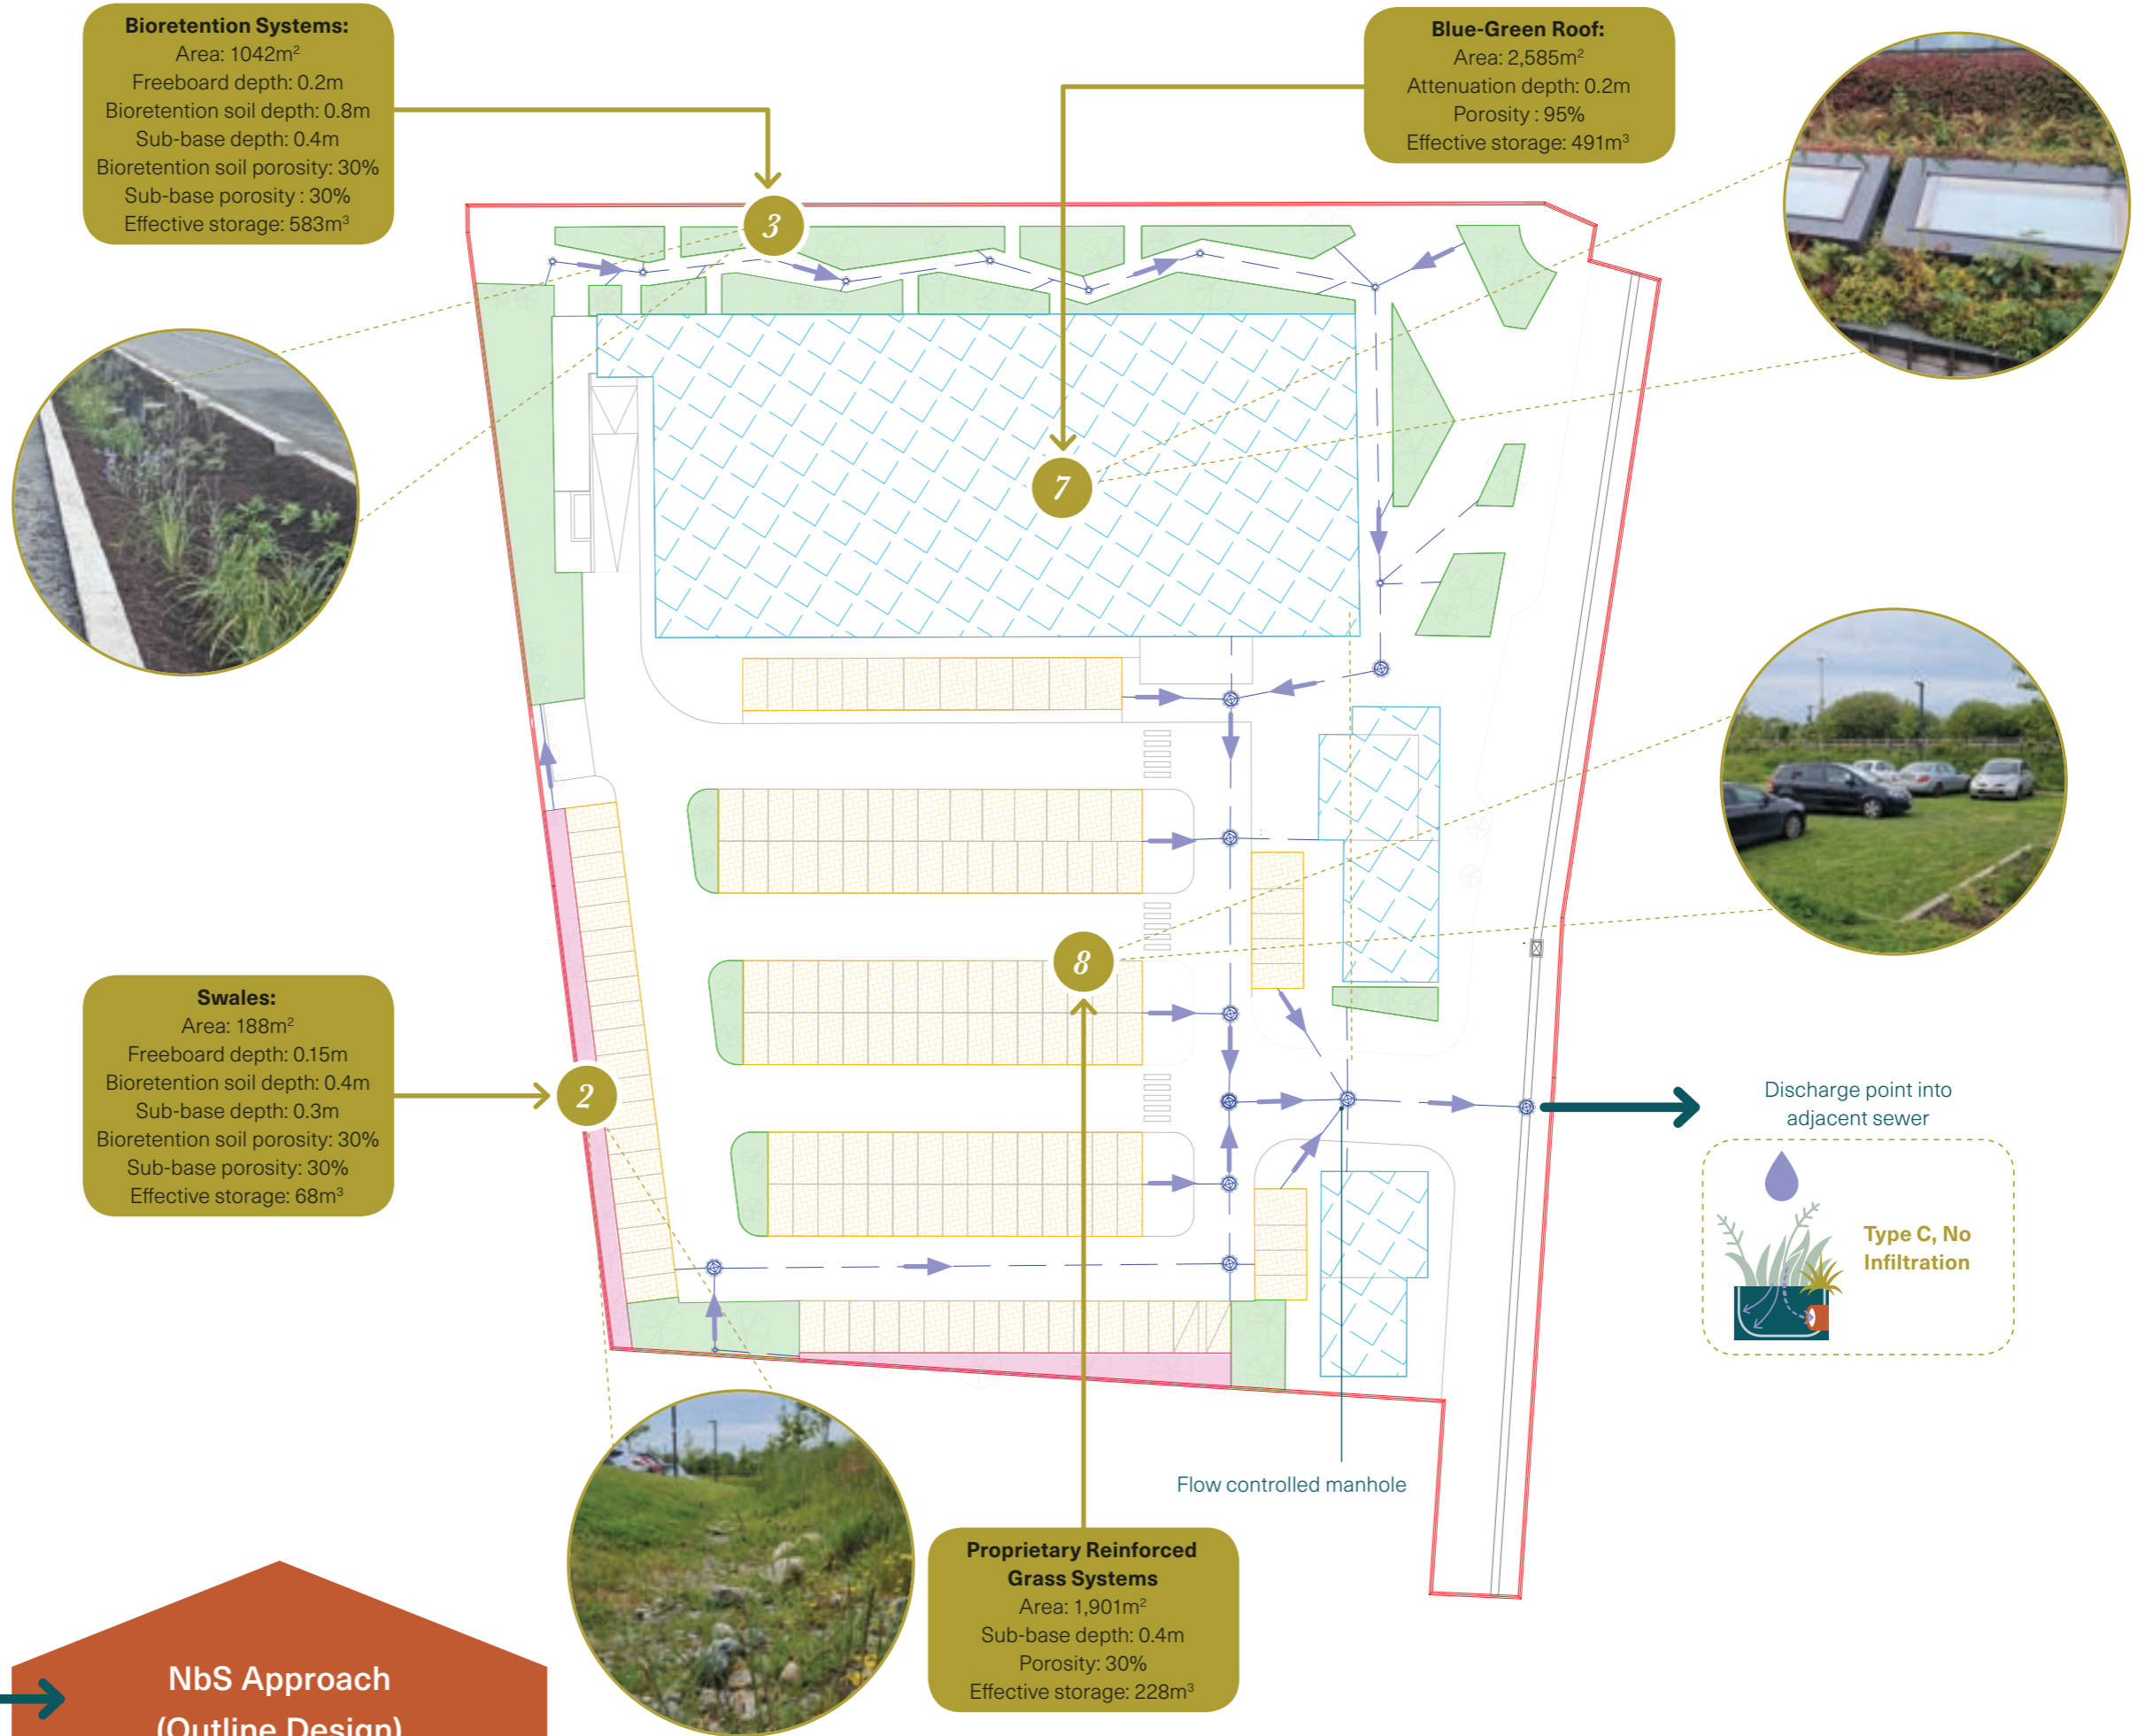 Bioretention Systems:
Area: 1042m²
Freeboard depth: 0.2m
Bioretention soil depth: 0.8m
Sub-base depth: 0.4m
Bioretention soil porosity: 30%
Sub-base porosity : 30%
Effective storage: 583m³
Blue-Green Roof:
Area: 2,585m²
Attenuation depth: 0.2m
Porosity : 95%
Effective storage: 491m³
3
7
8
2
Swales:
Area: 188m²
Freeboard depth: 0.15m
Bioretention soil depth: 0.4m
Sub-base depth: 0.3m
Bioretention soil porosity: 30%
Sub-base porosity: 30%
Effective storage: 68m³
Discharge point into
adjacent sewer
Type C, No
Infiltration
Flow controlled manhole
Proprietary Reinforced
Grass Systems
Area: 1,901m²
Sub-base depth: 0.4m
Porosity: 30%
Effective storage: 228m³
NbS Approach
(Outline Design)